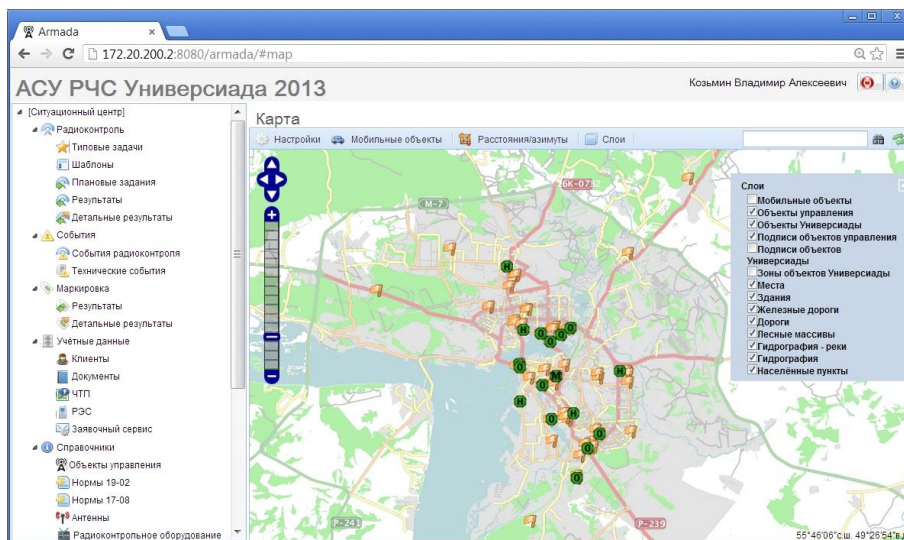 Armada
172.20.200.2:8080/armada/#map
АСУ РЧС Универсиада 2013
Козьмин Владимир Алексеевич
[Ситуационный центр]
Радиоконтроль
Типовые задачи
Шаблоны
Плановые задания
Результаты
Детальные результаты
События
События радиоконтроля
Технические события
Маркировка
Результаты
Детальные результаты
Учётные данные
Клиенты
Документы
ЧТП
РЭС
Заявочный сервис
Справочники
Объекты управления
Нормы 19-02
Нормы 17-08
Антенны
Радиоконтрольное оборудование
Карта
Настройки Мобильные объекты Расстояния/азимуты Слои
Слои
Мобильные объекты
Объекты управления
Объекты Универсиады
Подписи объектов управления
Подписи объектов
Универсиады
Зоны объектов Универсиады
Места
Здания
Железные дороги
Дороги
Лесные массивы
Гидрография - реки
Гидрография
Населённые пункты
М-7
Н
Н
О
О
О
О
О
М
О
Н
Н
О
Н
О
О
О
Р-241
Р-239
55°46'06"с.ш. 49°26'54"в.д